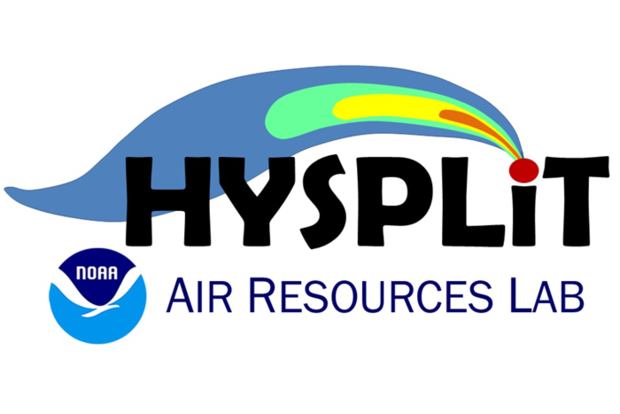 HYSPLiT
NOAA
AIR RESOURCES LAB